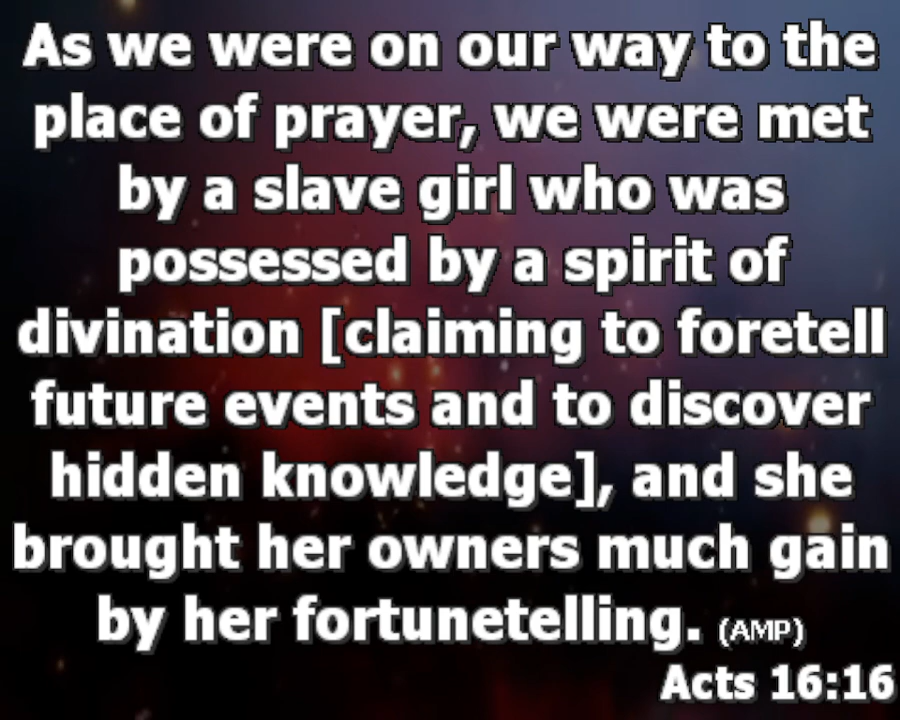 As we were on our way to the
place of prayer, we were met
by a slave girl who was
possessed by a spirit of
divination [claiming to foretell
future events and to discover
hidden knowledge], and she
brought her owners much gain
by her fortunetelling. (AMP)
Acts 16:16